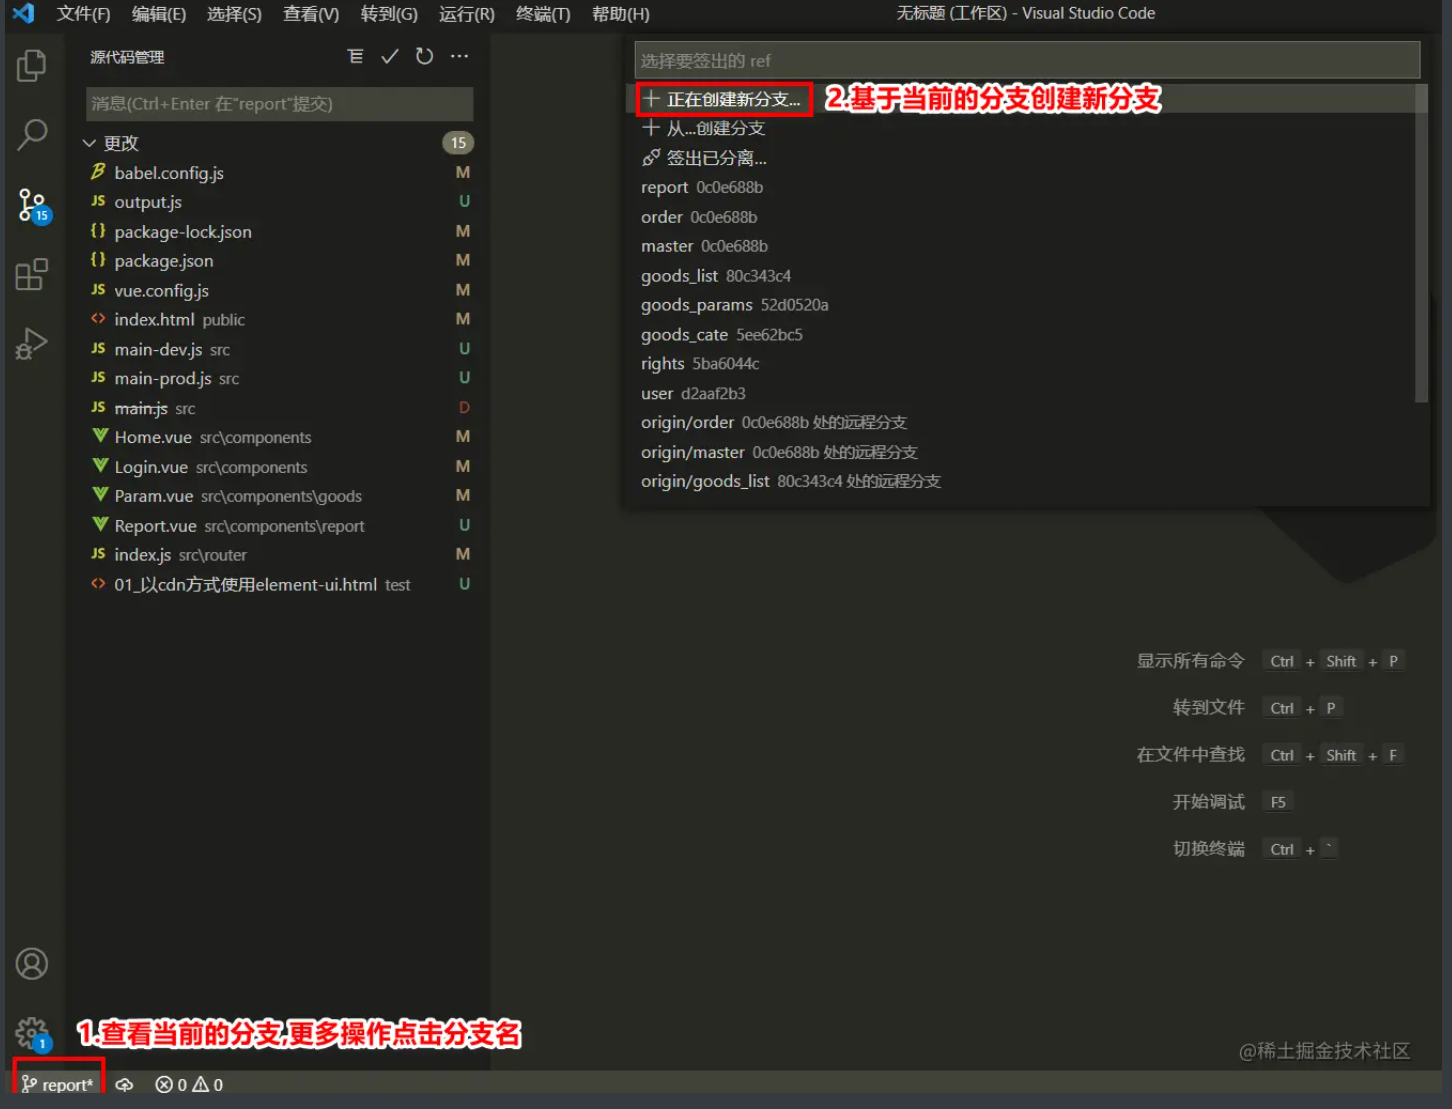 文件(F) 编辑(E) 选择(S) 查看(V) 转到(G) 运行(R) 终端(T) 帮助(H) 无标题 (工作区) - Visual Studio Code
源代码管理
消息(Ctrl+Enter 在"report"提交)
更改 15
babel.config.js M
JS output.js U
{} package-lock.json M
{} package.json M
JS vue.config.js M
<> index.html public M
JS main-dev.js src U
JS main-prod.js src U
JS main.js src D
Home.vue src\components M
Login.vue src\components M
Param.vue src\components\goods M
Report.vue src\components\report U
JS index.js src\router M
<> 01_以cdn方式使用element-ui.html test U
15
选择要签出的 ref
正在创建新分支... 2.基于当前的分支创建新分支
从...创建分支
签出已分离...
report 0c0e688b
order 0c0e688b
master 0c0e688b
goods_list 80c343c4
goods_params 52d0520a
goods_cate 5ee62bc5
rights 5ba6044c
user d2aaf2b3
origin/order 0c0e688b 处的远程分支
origin/master 0c0e688b 处的远程分支
origin/goods_list 80c343c4 处的远程分支
显示所有命令 Ctrl + Shift + P
转到文件 Ctrl + P
在文件中查找 Ctrl + Shift + F
开始调试 F5
切换终端 Ctrl + `
1.查看当前的分支,更多操作点击分支名
1
@稀土掘金技术社区
report* 0 0